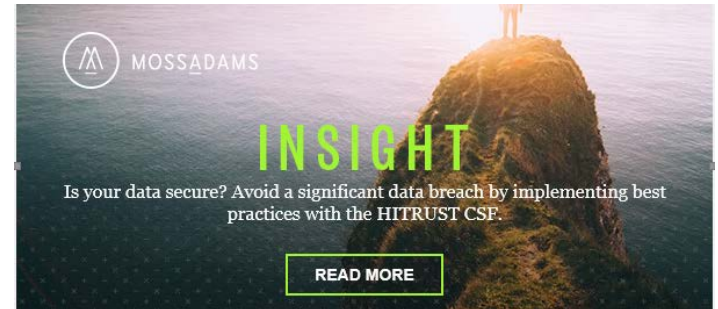 MOSSADAMS
INSIGHT
Is your data secure? Avoid a significant data breach by implementing best
practices with the HITRUST CSF.
READ MORE